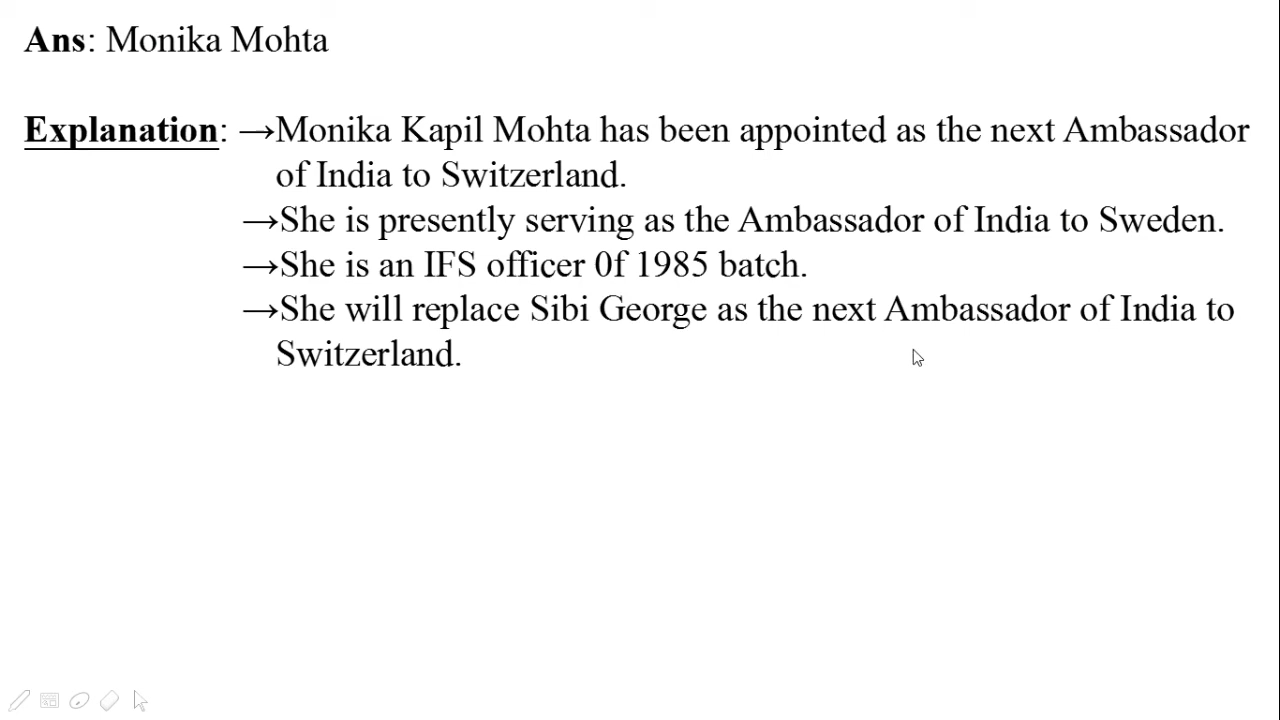 Ans: Monika Mohta
Explanation: →Monika Kapil Mohta has been appointed as the next Ambassador
of India to Switzerland.
→She is presently serving as the Ambassador of India to Sweden.
→She is an IFS officer 0f 1985 batch.
→She will replace Sibi George as the next Ambassador of India to
Switzerland.